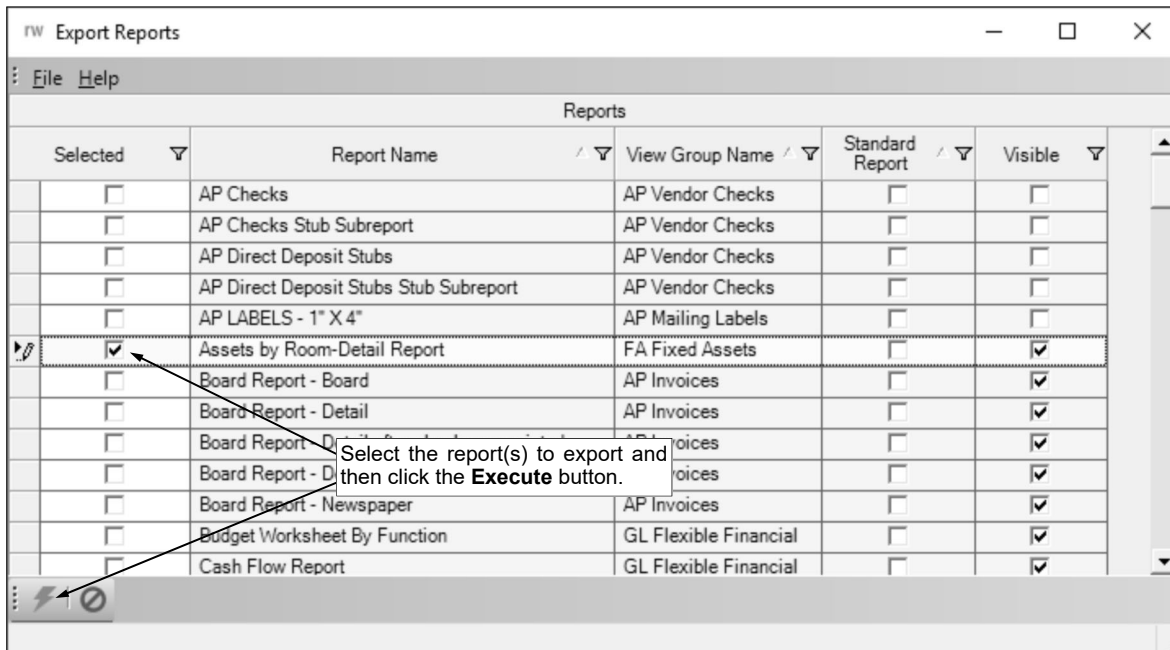 rw Export Reports
File Help
Reports
Selected Report Name View Group Name Standard Report Visible
AP Checks AP Vendor Checks
AP Checks Stub Subreport AP Vendor Checks
AP Direct Deposit Stubs AP Vendor Checks
AP Direct Deposit Stubs Stub Subreport AP Vendor Checks
AP LABELS - 1" X 4" AP Mailing Labels
Assets by Room-Detail Report FA Fixed Assets
Board Report - Board AP Invoices
Board Report - Detail AP Invoices
Board Report -
Select the report(s) to export and
Board Report -
then click the Execute button.
Board Report - Newspaper AP Invoices
Budget Worksheet By Function GL Flexible Financial
Cash Flow Report GL Flexible Financial